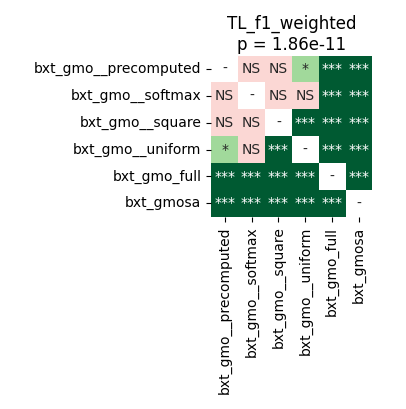 TL_f1_weighted
p = 1.86e-11
bxt_gmo__precomputed - NS NS * *** ***
bxt_gmo__softmax NS - NS NS *** ***
bxt_gmo__square NS NS - *** *** ***
bxt_gmo__uniform * NS *** - *** ***
bxt_gmo_full *** *** *** *** - ***
bxt_gmosa *** *** *** *** *** -
bxt_gmo__precomputed
bxt_gmo__softmax
bxt_gmo__square
bxt_gmo__uniform
bxt_gmo_full
bxt_gmosa